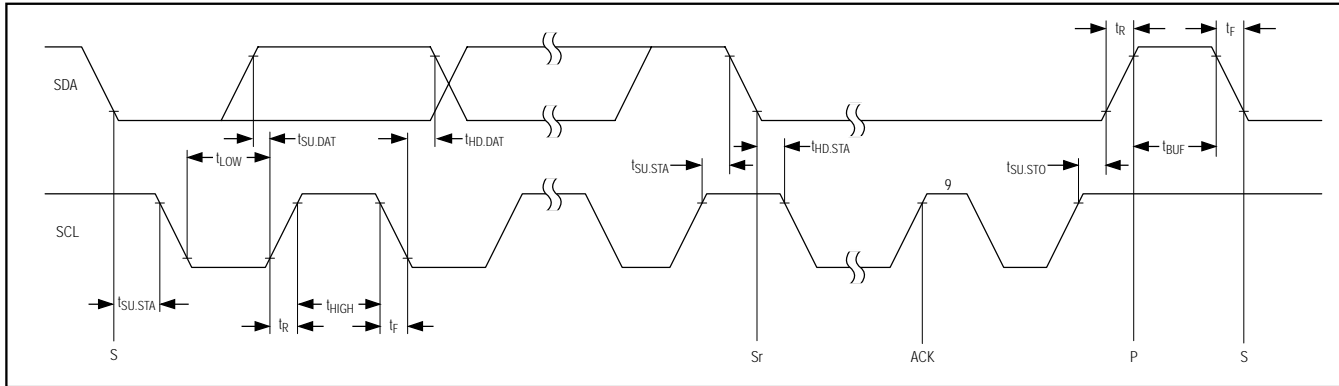 tR
tF
SDA
tSU.DAT
tHD.DAT
tLOW
tHD.STA
tBUF
tSU.STA
tSU.STO
9
SCL
tSU.STA
tHIGH
tR
tF
S
Sr
ACK
P
S